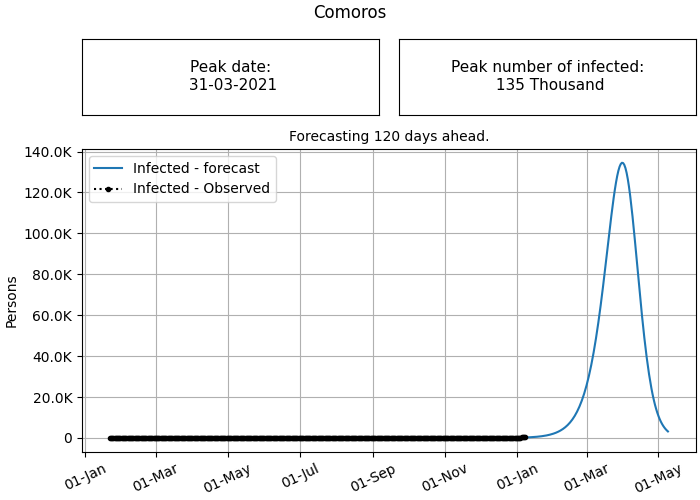 Comoros
Peak date:
31-03-2021
Peak number of infected:
135 Thousand
Forecasting 120 days ahead.
Infected - forecast
Infected - Observed
140.0K
120.0K
100.0K
80.0K
60.0K
40.0K
20.0K
0
Persons
01-Jan
01-Mar
01-May
01-Jul
01-Sep
01-Nov
01-Jan
01-Mar
01-May